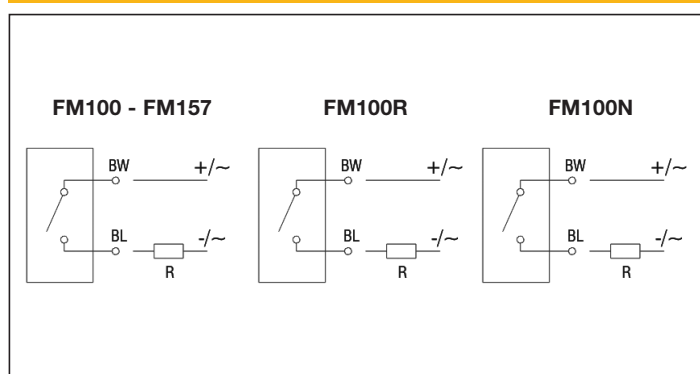 FM100 - FM157
FM100R
FM100N
BW
+/~
BL
-/~
R
BW
+/~
BL
-/~
R
BW
+/~
BL
-/~
R